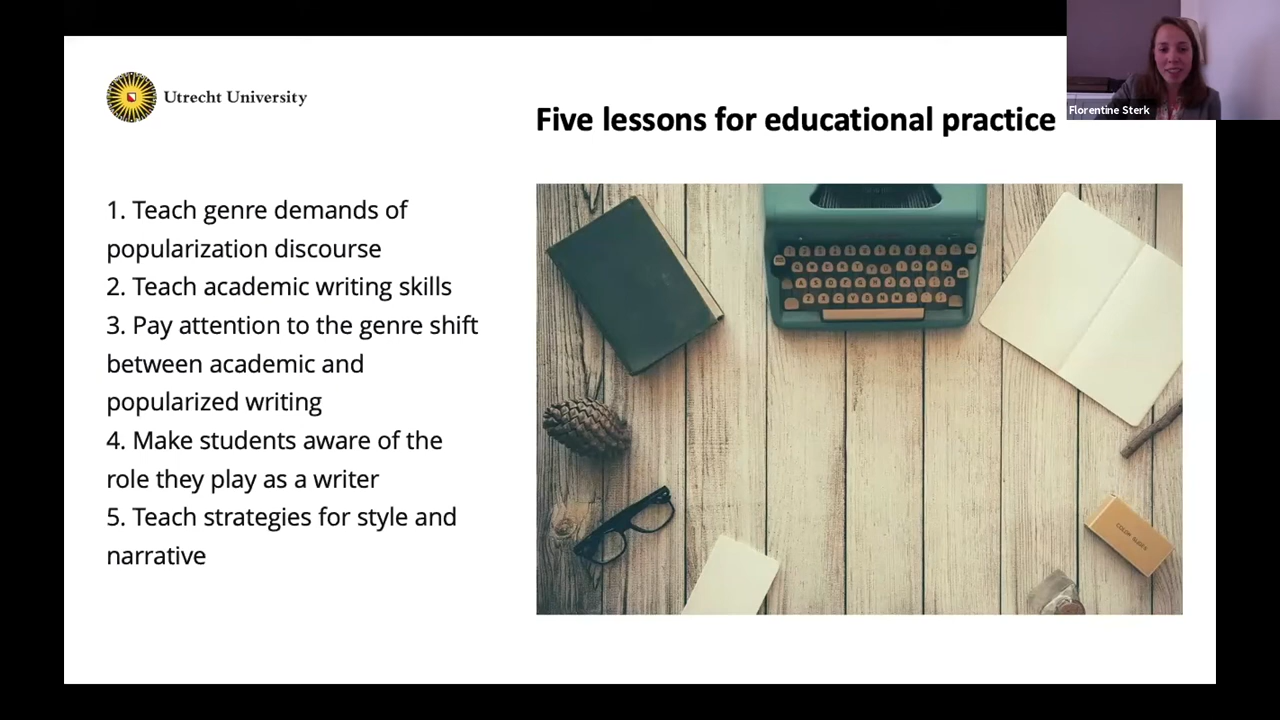 Utrecht University
Five lessons for educational practice
Florentine Sterk
1. Teach genre demands of
popularization discourse
2. Teach academic writing skills
3. Pay attention to the genre shift
between academic and
popularized writing
4. Make students aware of the
role they play as a writer
5. Teach strategies for style and
narrative